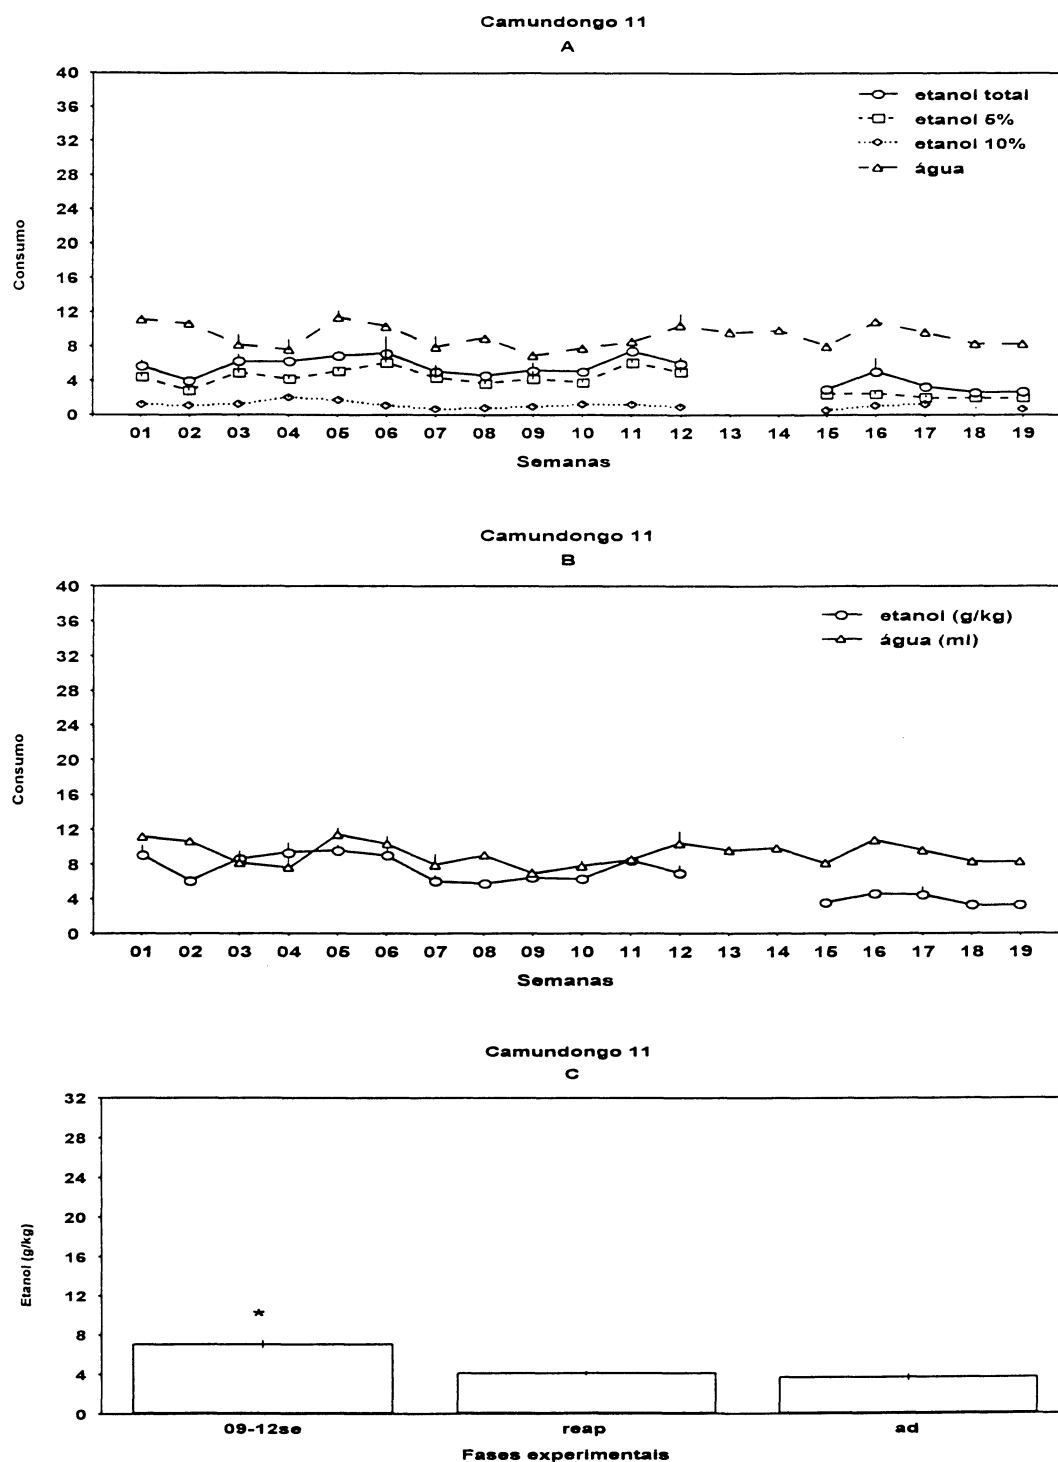 Camundongo 11
A
40
36
32
28
24
20
16
12
8
4
0
Consumo
etanol total
etanol 5%
etanol 10%
água
01 02 03 04 05 06 07 08 09 10 11 12 13 14 15 16 17 18 19
Semanas
Camundongo 11
B
40
36
32
28
24
20
16
12
8
4
0
Consumo
etanol (g/kg)
água (ml)
01 02 03 04 05 06 07 08 09 10 11 12 13 14 15 16 17 18 19
Semanas
Camundongo 11
C
32
28
24
20
16
12
8
4
0
Etanol (g/kg)
*
09-12se reap ad
Fases experimentais